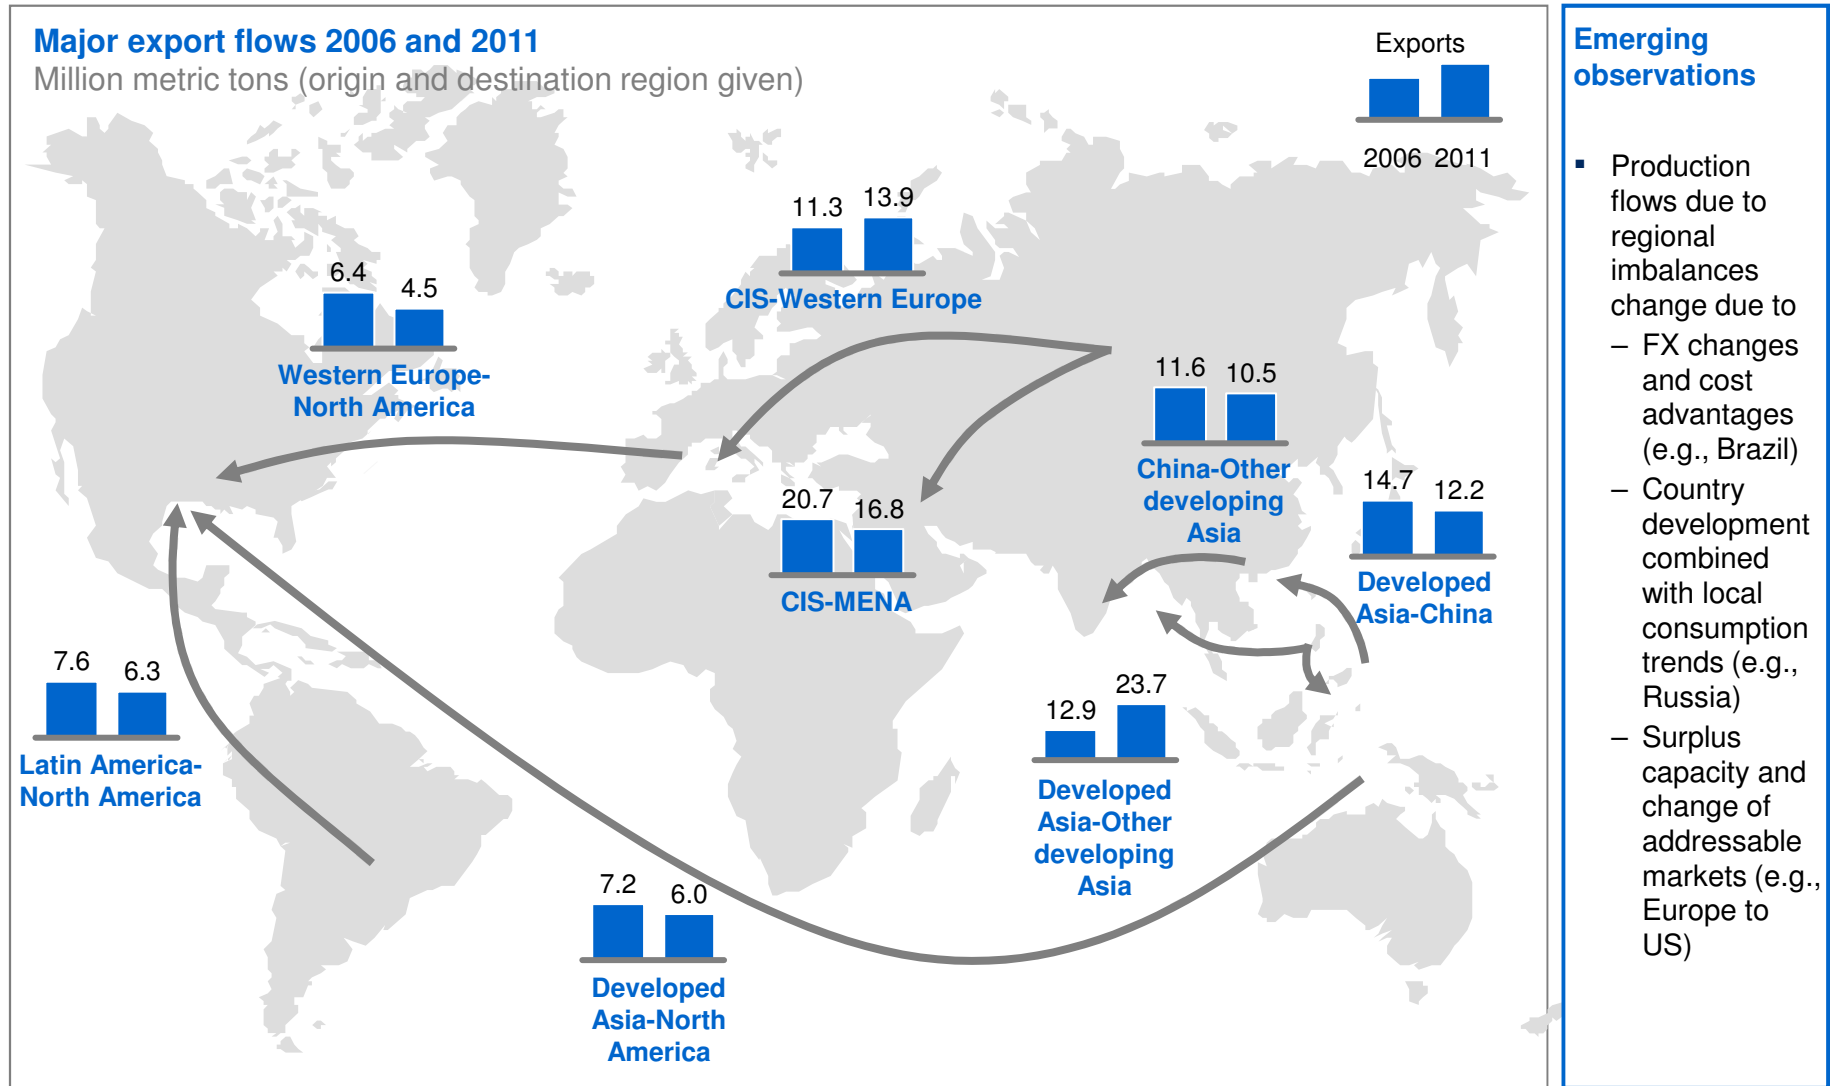 Major export flows 2006 and 2011
Million metric tons (origin and destination region given)
Exports
2006 2011
11.3 13.9
CIS-Western Europe
6.4 4.5
Western Europe-
North America
11.6 10.5
China-Other
developing
Asia
14.7 12.2
Developed
Asia-China
20.7 16.8
CIS-MENA
7.6 6.3
Latin America-
North America
12.9 23.7
Developed
Asia-Other
developing
Asia
7.2 6.0
Developed
Asia-North
America
Emerging
observations
▪ Production
flows due to
regional
imbalances
change due to
– FX changes
and cost
advantages
(e.g., Brazil)
– Country
development
combined
with local
consumption
trends (e.g.,
Russia)
– Surplus
capacity and
change of
addressable
markets (e.g.,
Europe to
US)